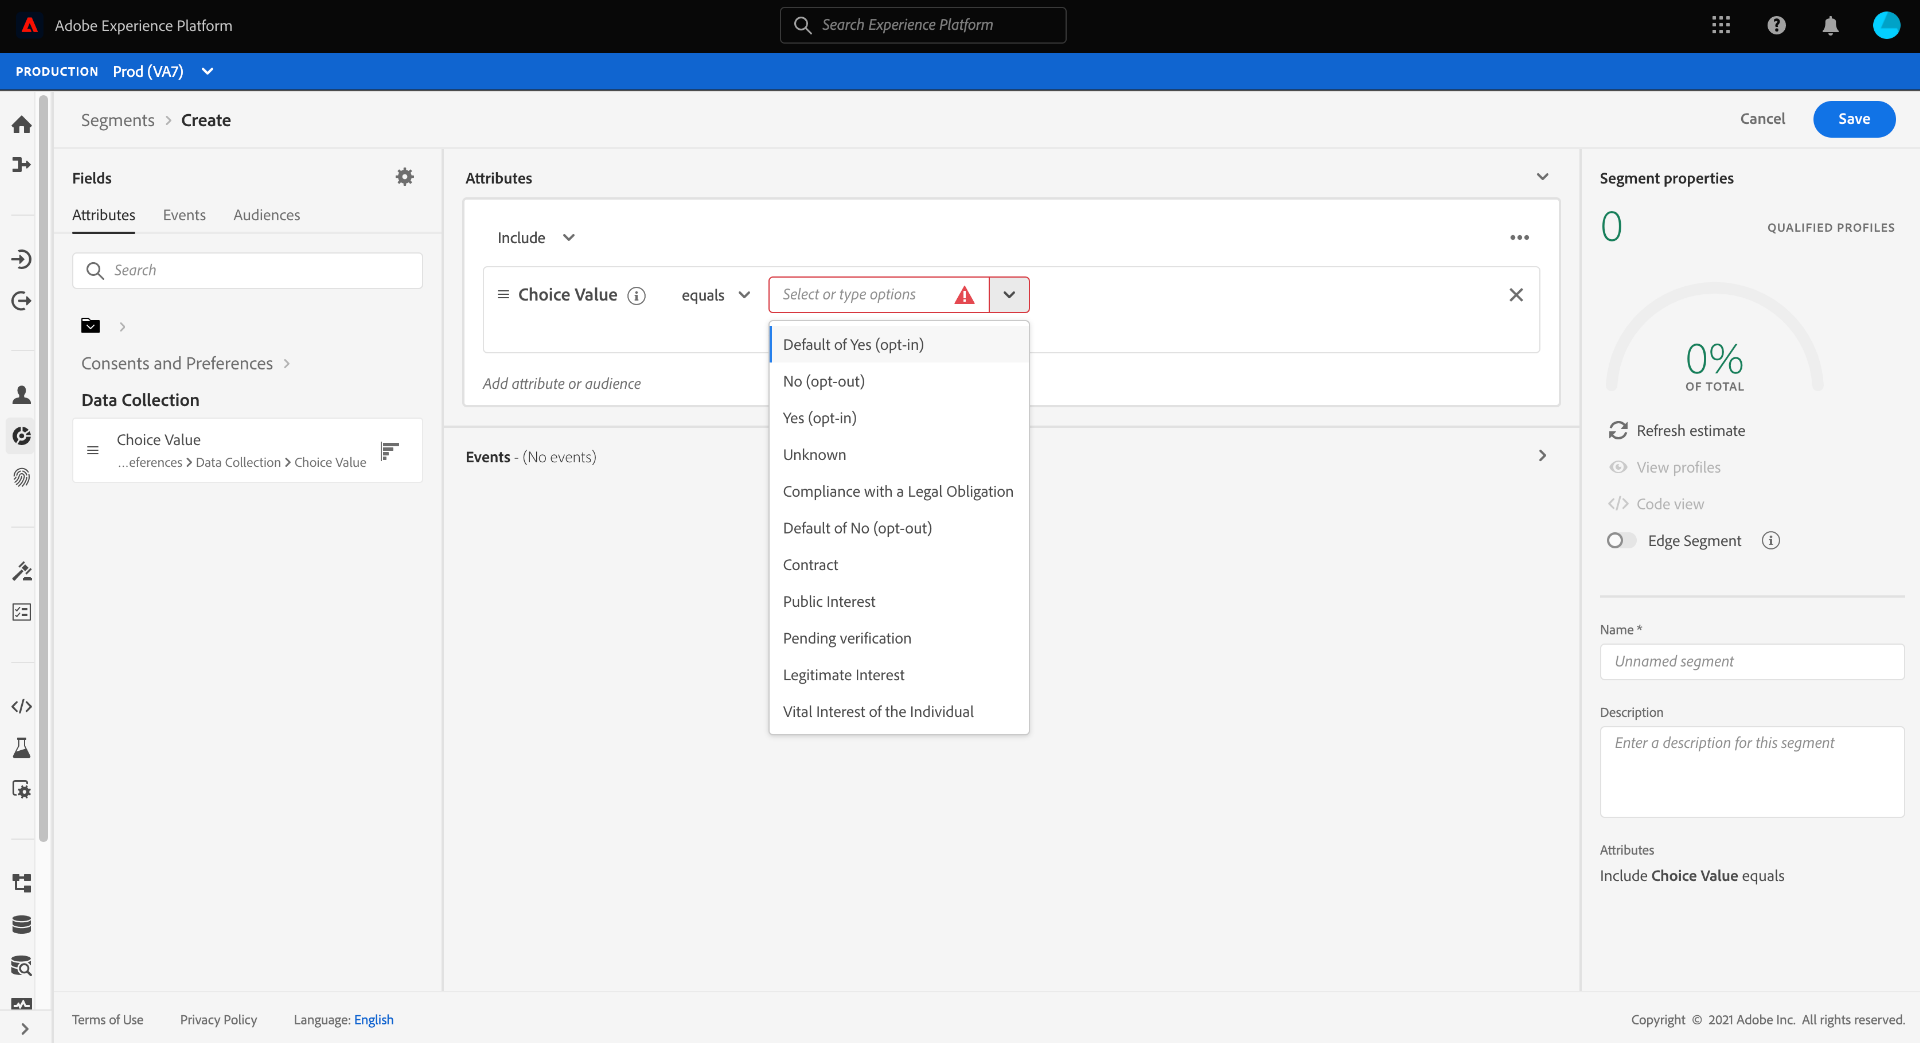 Adobe Experience Platform
Search Experience Platform
PRODUCTION Prod (VA7)
Segments > Create
Cancel
Save
Fields
Attributes Events Audiences
Search
Consents and Preferences >
Data Collection
Choice Value
...eferences > Data Collection > Choice Value
Attributes
Include
Choice Value equals Select or type options
Default of Yes (opt-in)
No (opt-out)
Yes (opt-in)
Unknown
Compliance with a Legal Obligation
Default of No (opt-out)
Contract
Public Interest
Pending verification
Legitimate Interest
Vital Interest of the Individual
Add attribute or audience
Events - (No events)
Segment properties
0 QUALIFIED PROFILES
0%
OF TOTAL
Refresh estimate
View profiles
</> Code view
Edge Segment
Name *
Unnamed segment
Description
Enter a description for this segment
Attributes
Include Choice Value equals
Terms of Use Privacy Policy Language: English
Copyright © 2021 Adobe Inc. All rights reserved.